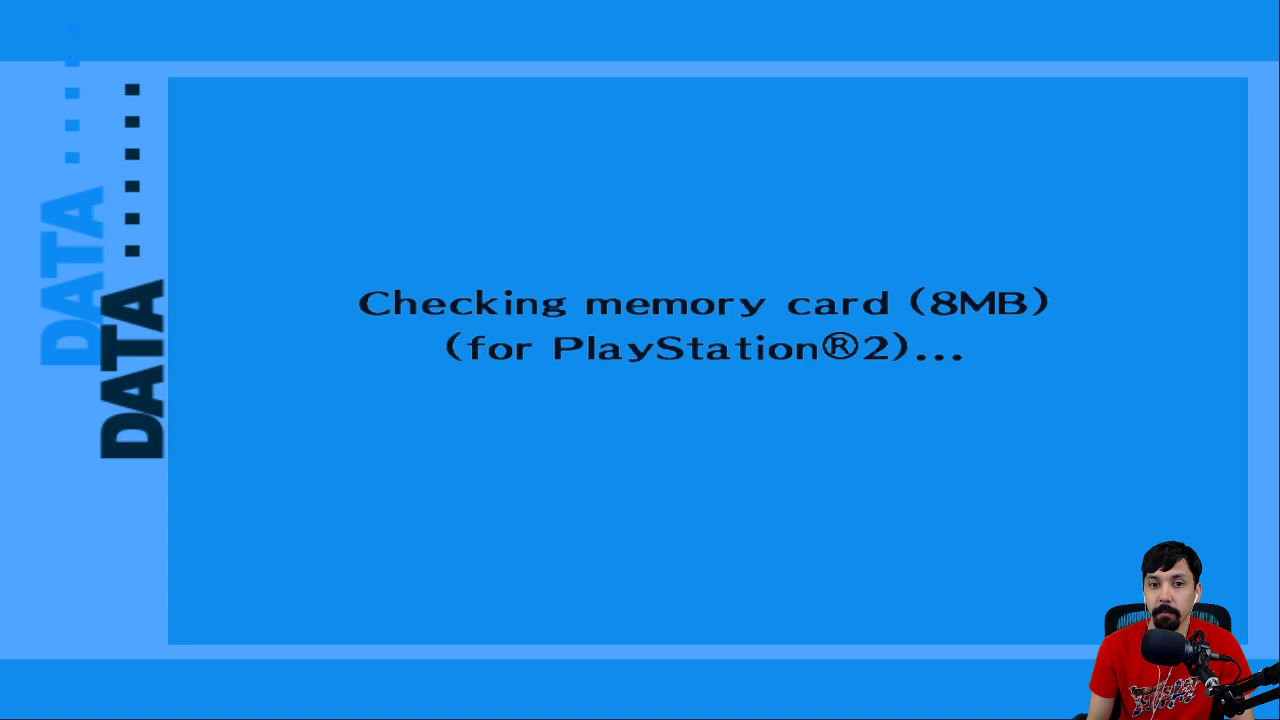 DATA ......
DATA .....
Checking memory card (8MB)
(for PlayStation®2)...